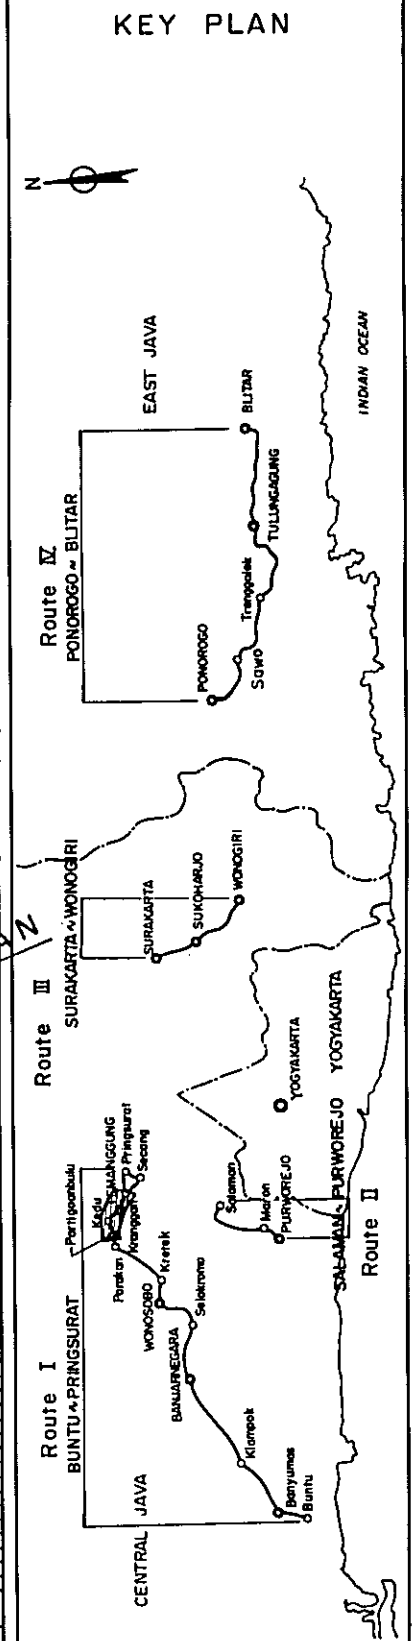 KEY PLAN
N
Route I
BUNTU~PRINGSURAT
CENTRAL JAVA
Buntu
Banyumas
Klampok
BANJARNEGARA
Selokromo
WONOSOBO
Kretek
Parakan
Kedu
Kranggan
Pringsurat
Secang
Route II
SALAMAN~PURWOREJO
Salaman
Maron
PURWOREJO
YOGYAKARTA
YOGYAKARTA
Route III
SURAKARTA~WONOGIRI
SURAKARTA
SUKOHARJO
WONOGIRI
Route IV
PONOROGO~BLITAR
EAST JAVA
PONOROGO
Sawo
Trenggalek
TULUNGAGUNG
BLITAR
INDIAN OCEAN